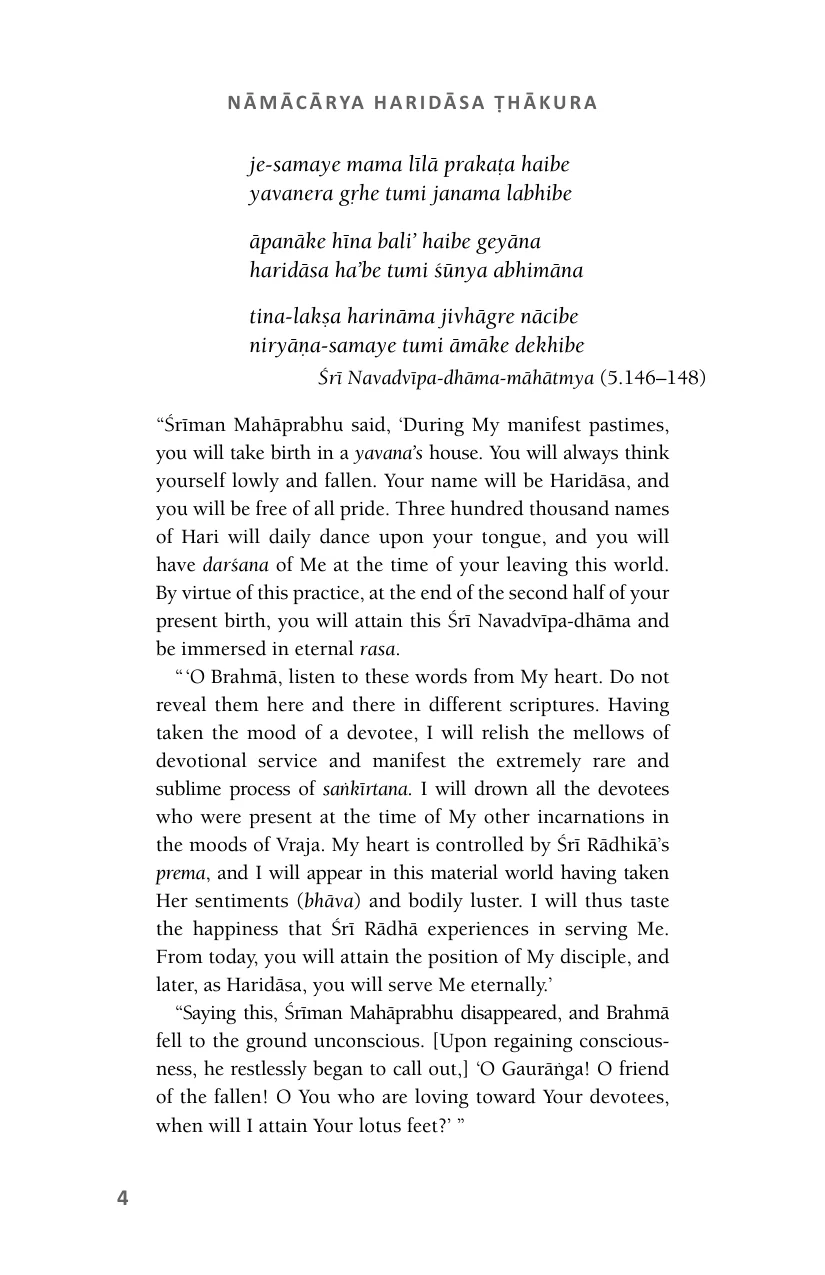 NĀMĀCĀRYA HARIDĀSA ṬHĀKURA
je-samaye mama līlā prakaṭa haibe
yavanera gṛhe tumi janama labhibe
āpanāke hīna bali’ haibe geyāna
haridāsa ha’be tumi śūnya abhimāna
tina-lakṣa harināma jivhāgre nācibe
niryāṇa-samaye tumi āmāke dekhibe
Śrī Navadvīpa-dhāma-māhātmya (5.146–148)
“Śrīman Mahāprabhu said, ‘During My manifest pastimes,
you will take birth in a yavana’s house. You will always think
yourself lowly and fallen. Your name will be Haridāsa, and
you will be free of all pride. Three hundred thousand names
of Hari will daily dance upon your tongue, and you will
have darśana of Me at the time of your leaving this world.
By virtue of this practice, at the end of the second half of your
present birth, you will attain this Śrī Navadvīpa-dhāma and
be immersed in eternal rasa.
“ ‘O Brahmā, listen to these words from My heart. Do not
reveal them here and there in different scriptures. Having
taken the mood of a devotee, I will relish the mellows of
devotional service and manifest the extremely rare and
sublime process of saṅkīrtana. I will drown all the devotees
who were present at the time of My other incarnations in
the moods of Vraja. My heart is controlled by Śrī Rādhikā’s
prema, and I will appear in this material world having taken
Her sentiments (bhāva) and bodily luster. I will thus taste
the happiness that Śrī Rādhā experiences in serving Me.
From today, you will attain the position of My disciple, and
later, as Haridāsa, you will serve Me eternally.’
“Saying this, Śrīman Mahāprabhu disappeared, and Brahmā
fell to the ground unconscious. [Upon regaining conscious-
ness, he restlessly began to call out,] ‘O Gaurāṅga! O friend
of the fallen! O You who are loving toward Your devotees,
when will I attain Your lotus feet?’ ”
4